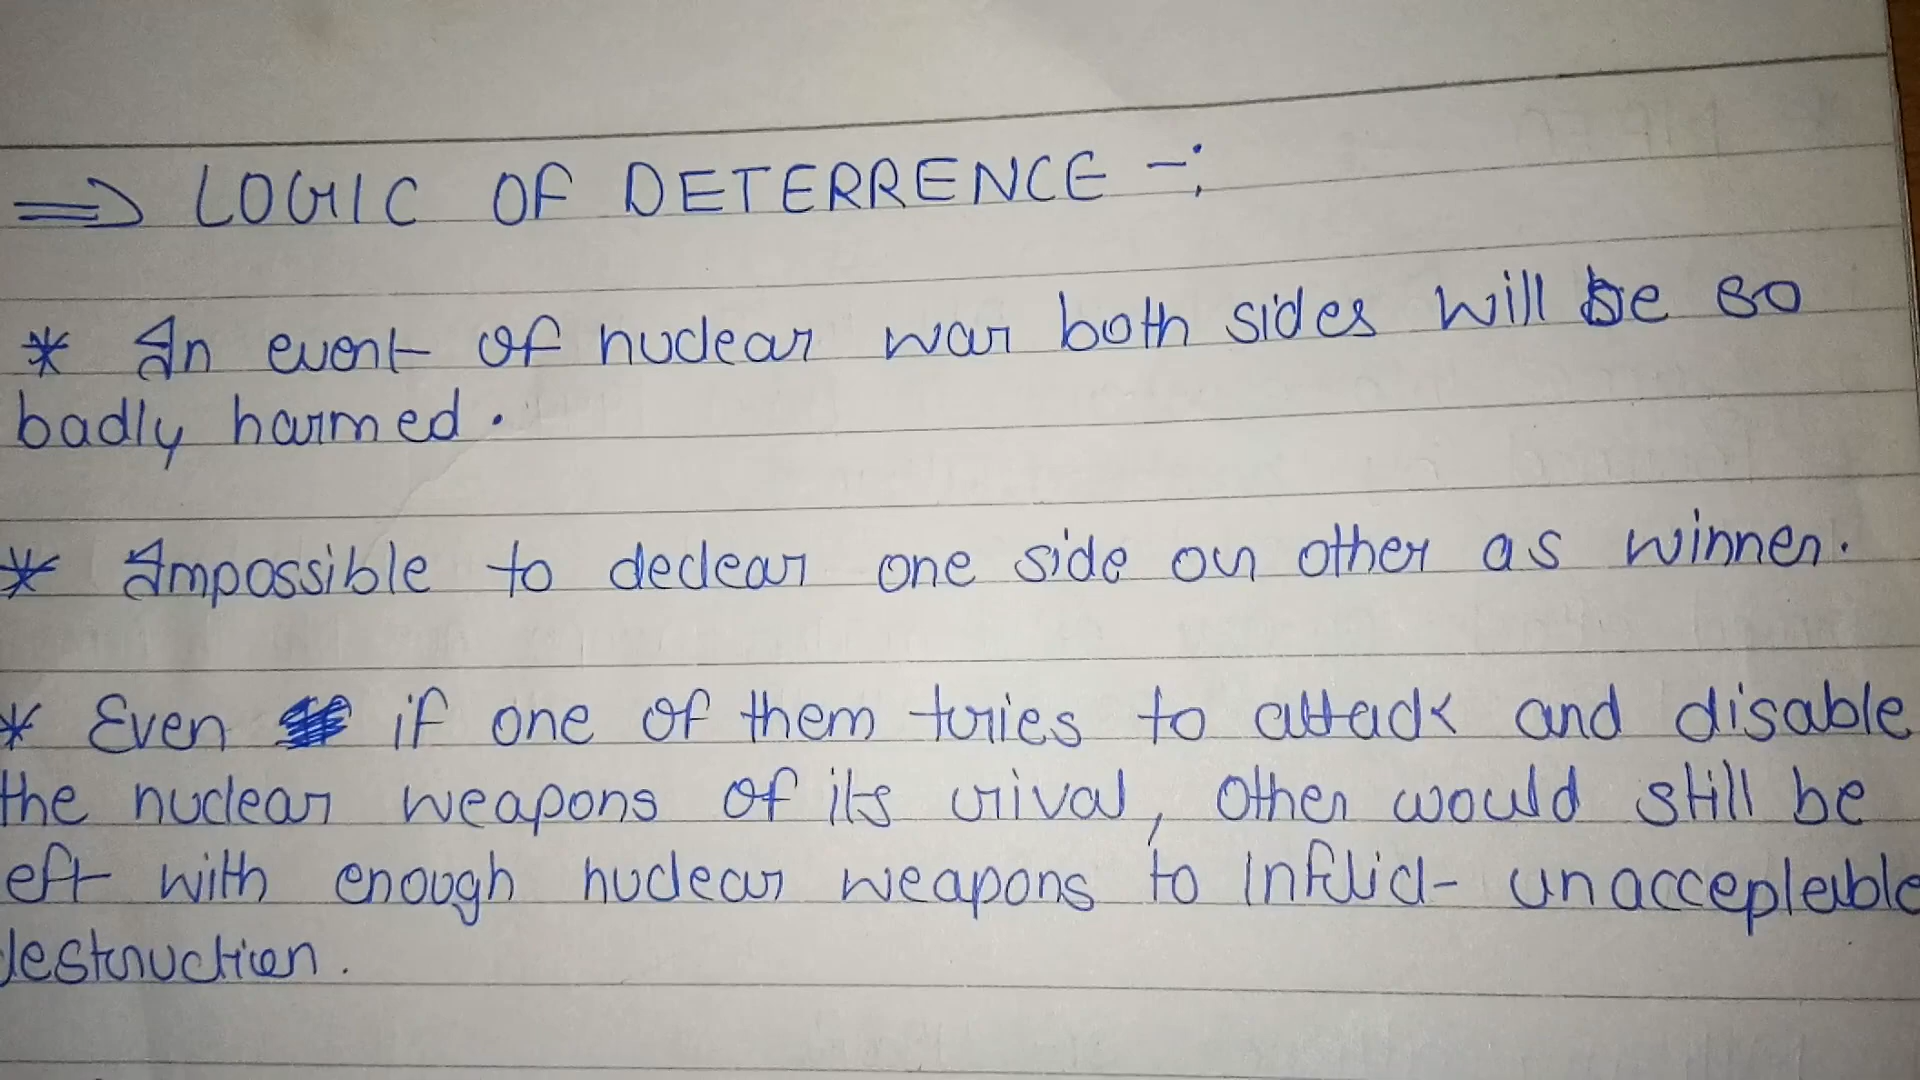 ⇒ LOGIC OF DETERRENCE -:
* In event of nuclear war both sides will be so
badly harmed.
* Impossible to declear one side or other as winner.
* Even if one of them tries to attack and disable
the nuclear weapons of its rival, other would still be
eft with enough nuclear weapons to inflict unacceptable
destruction.